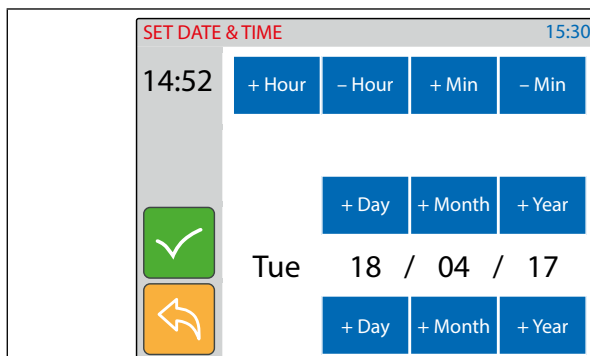 SET DATE & TIME 15:30
14:52 + Hour – Hour + Min – Min
+ Day + Month + Year
Tue 18 / 04 / 17
+ Day + Month + Year